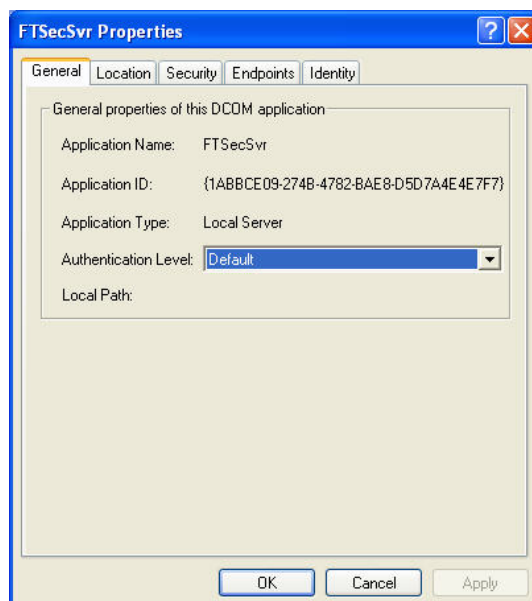 FTSecSvr Properties
General Location Security Endpoints Identity
General properties of this DCOM application
Application Name: FTSecSvr
Application ID: {1ABBCE09-274B-4782-BAE8-D5D7A4E4E7F7}
Application Type: Local Server
Authentication Level: Default
Local Path:
OK Cancel Apply